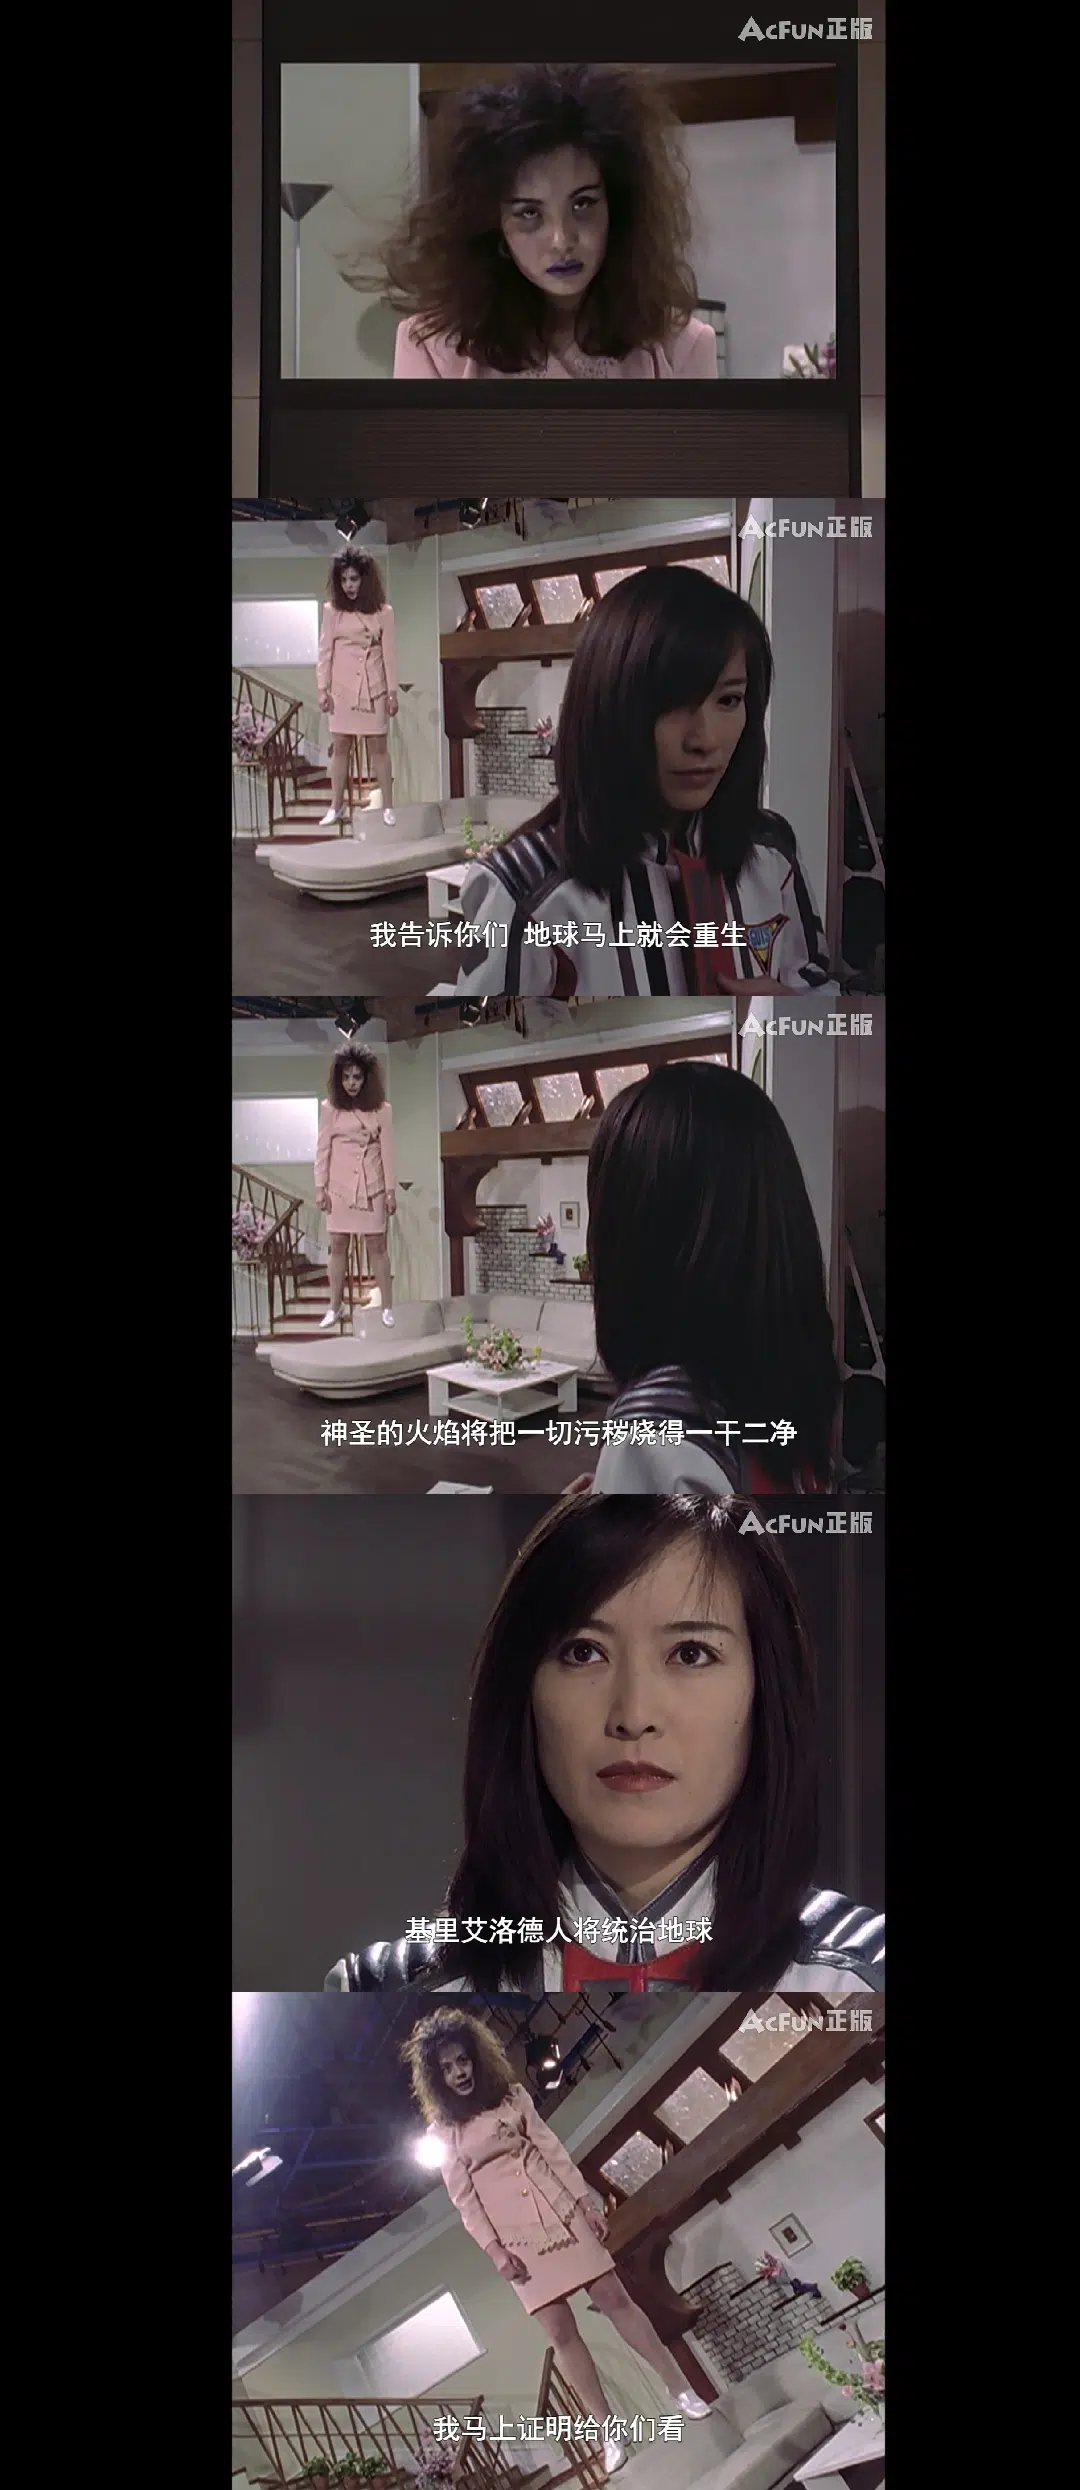 AcFun正版
AcFun正版
我告诉你们 地球马上就会重生
AcFun正版
神圣的火焰将把一切污秽烧得一干二净
AcFun正版
基里艾洛德人将统治地球
AcFun正版
我马上证明给你们看